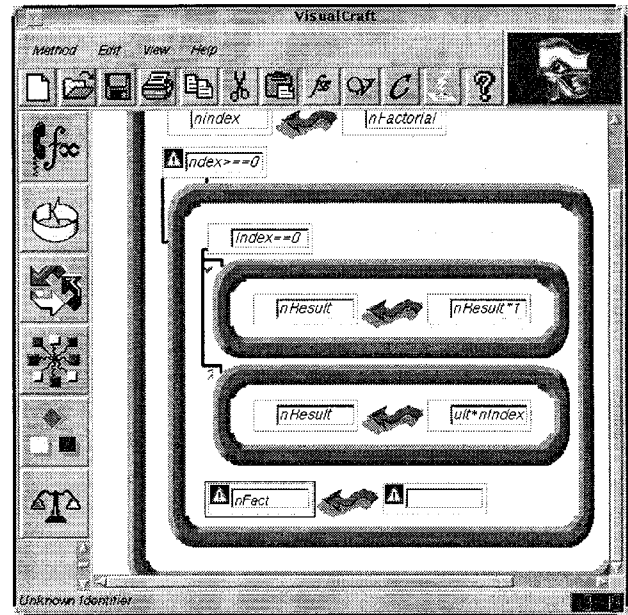 VisualCraft
Method Edit View Help
nIndex nFactorial
ndex>==0
Index==0
nResult nResult*1
nResult ult*nIndex
nFact
Unknown Identifier